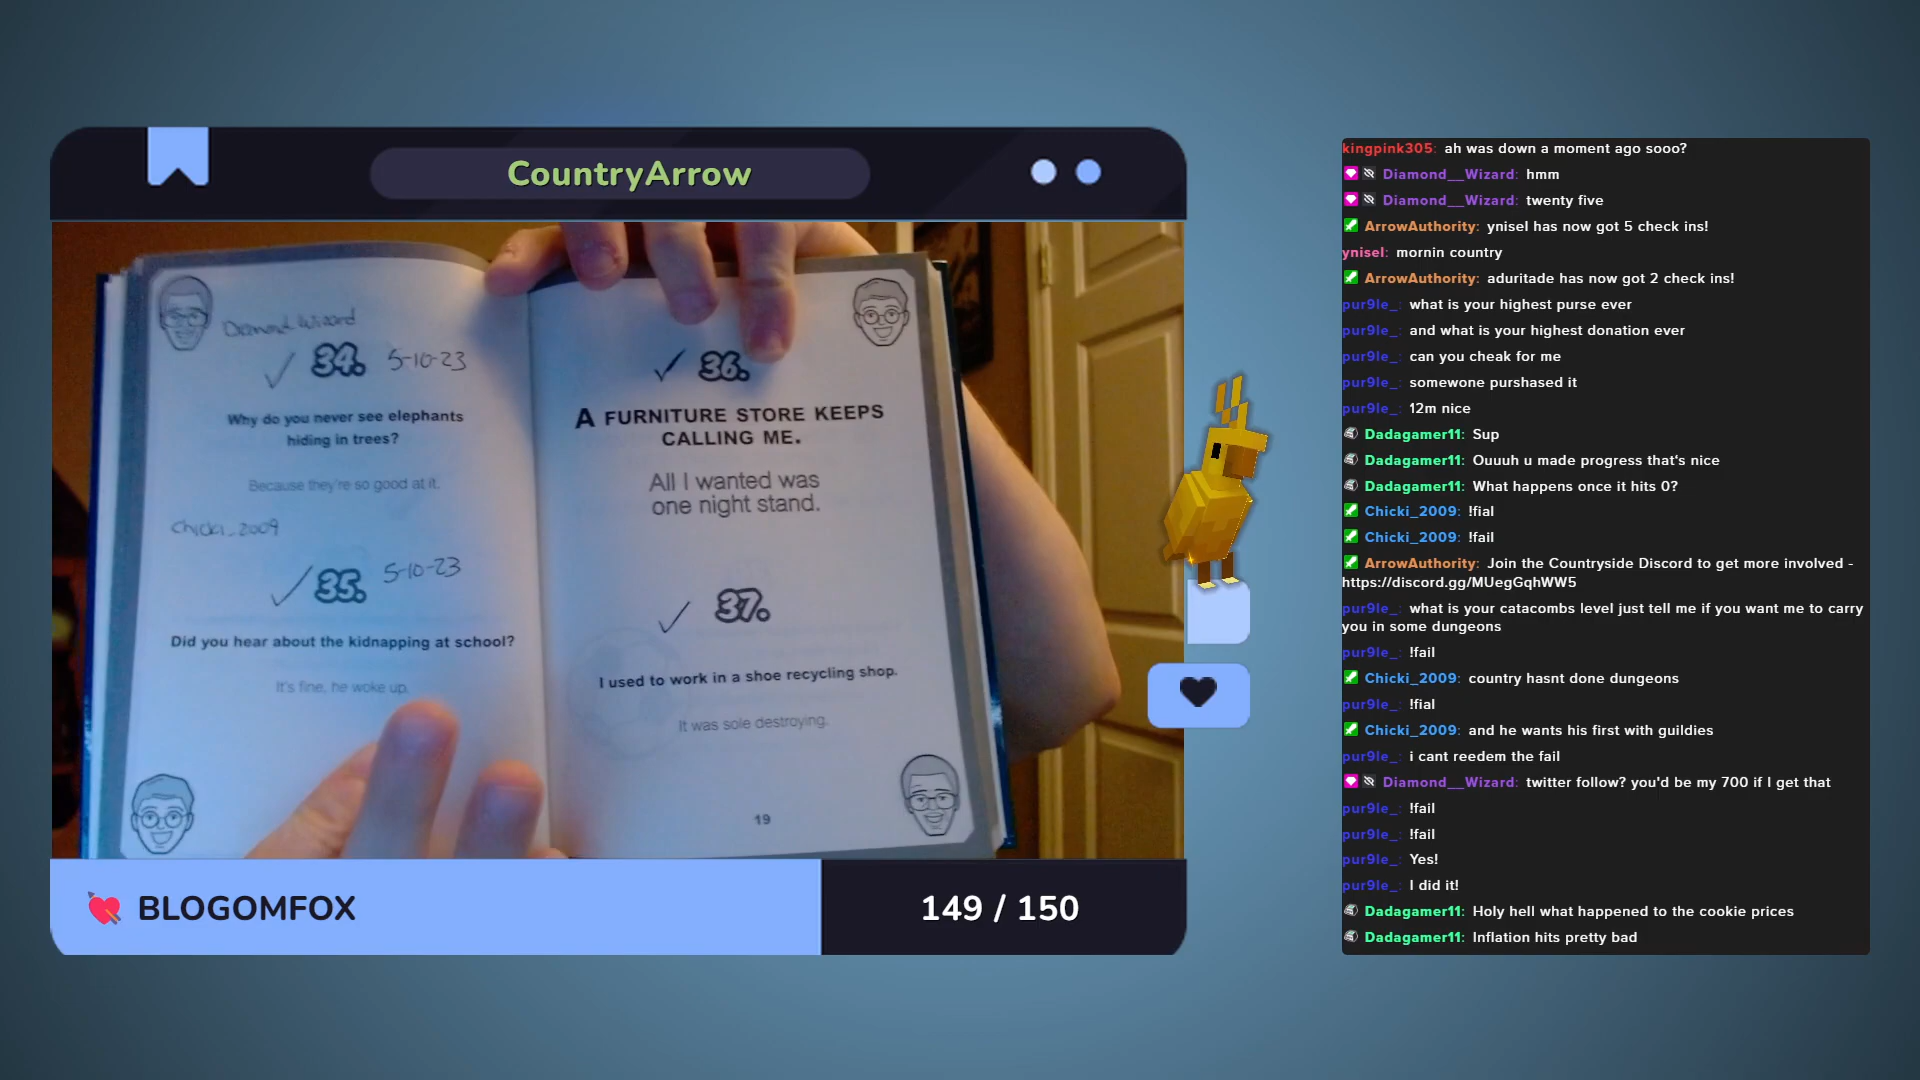 CountryArrow
Diamond Wizard
34. 5-10-23
Why do you never see elephants
hiding in trees?
Because they're so good at it.
Chicki_2009
35. 5-10-23
Did you hear about the kidnapping at school?
It's fine, he woke up.
36.
A FURNITURE STORE KEEPS
CALLING ME.
All I wanted was
one night stand.
37.
I used to work in a shoe recycling shop.
It was sole destroying.
19
BLOGOMFOX
149 / 150
kingpink305: ah was down a moment ago sooo?
Diamond__Wizard: hmm
Diamond__Wizard: twenty five
ArrowAuthority: ynisel has now got 5 check ins!
ynisel: mornin country
ArrowAuthority: aduritade has now got 2 check ins!
pur9le_: what is your highest purse ever
pur9le_: and what is your highest donation ever
pur9le_: can you cheak for me
pur9le_: somewone purshased it
pur9le_: 12m nice
Dadagamer11: Sup
Dadagamer11: Ouuuh u made progress that's nice
Dadagamer11: What happens once it hits 0?
Chicki_2009: !fial
Chicki_2009: !fail
ArrowAuthority: Join the Countryside Discord to get more involved -
https://discord.gg/MUegGqhWW5
pur9le_: what is your catacombs level just tell me if you want me to carry
you in some dungeons
pur9le_: !fail
Chicki_2009: country hasnt done dungeons
pur9le_: !fial
Chicki_2009: and he wants his first with guildies
pur9le_: i cant reedem the fail
Diamond__Wizard: twitter follow? you'd be my 700 if I get that
pur9le_: !fail
pur9le_: !fail
pur9le_: Yes!
pur9le_: I did it!
Dadagamer11: Holy hell what happened to the cookie prices
Dadagamer11: Inflation hits pretty bad